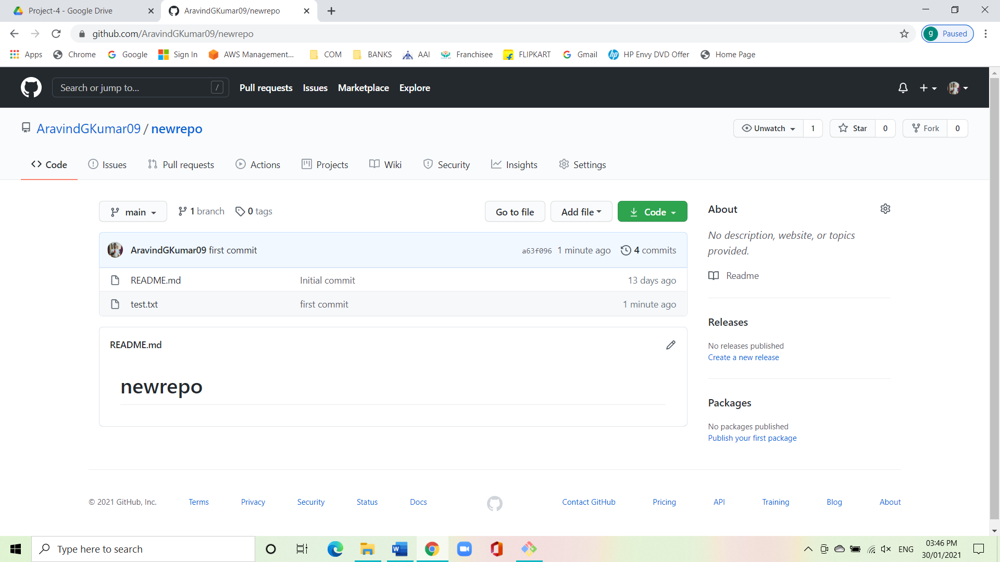 Project-4 - Google Drive
AravindGKumar09/newrepo
github.com/AravindGKumar09/newrepo
g Paused
Apps Chrome Google Sign In AWS Management... COM BANKS AAI Franchisee FLIPKART Gmail hp HP Envy DVD Offer Home Page
Search or jump to... / Pull requests Issues Marketplace Explore
AravindGKumar09 / newrepo
Unwatch 1 Star 0 Fork 0
Code Issues Pull requests Actions Projects Wiki Security Insights Settings
main 1 branch 0 tags Go to file Add file Code
AravindGKumar09 first commit a63f096 1 minute ago 4 commits
README.md Initial commit 13 days ago
test.txt first commit 1 minute ago
README.md
newrepo
About
No description, website, or topics
provided.
Readme
Releases
No releases published
Create a new release
Packages
No packages published
Publish your first package
© 2021 GitHub, Inc. Terms Privacy Security Status Docs Contact GitHub Pricing API Training Blog About
Type here to search
W
ENG
03:46 PM
30/01/2021